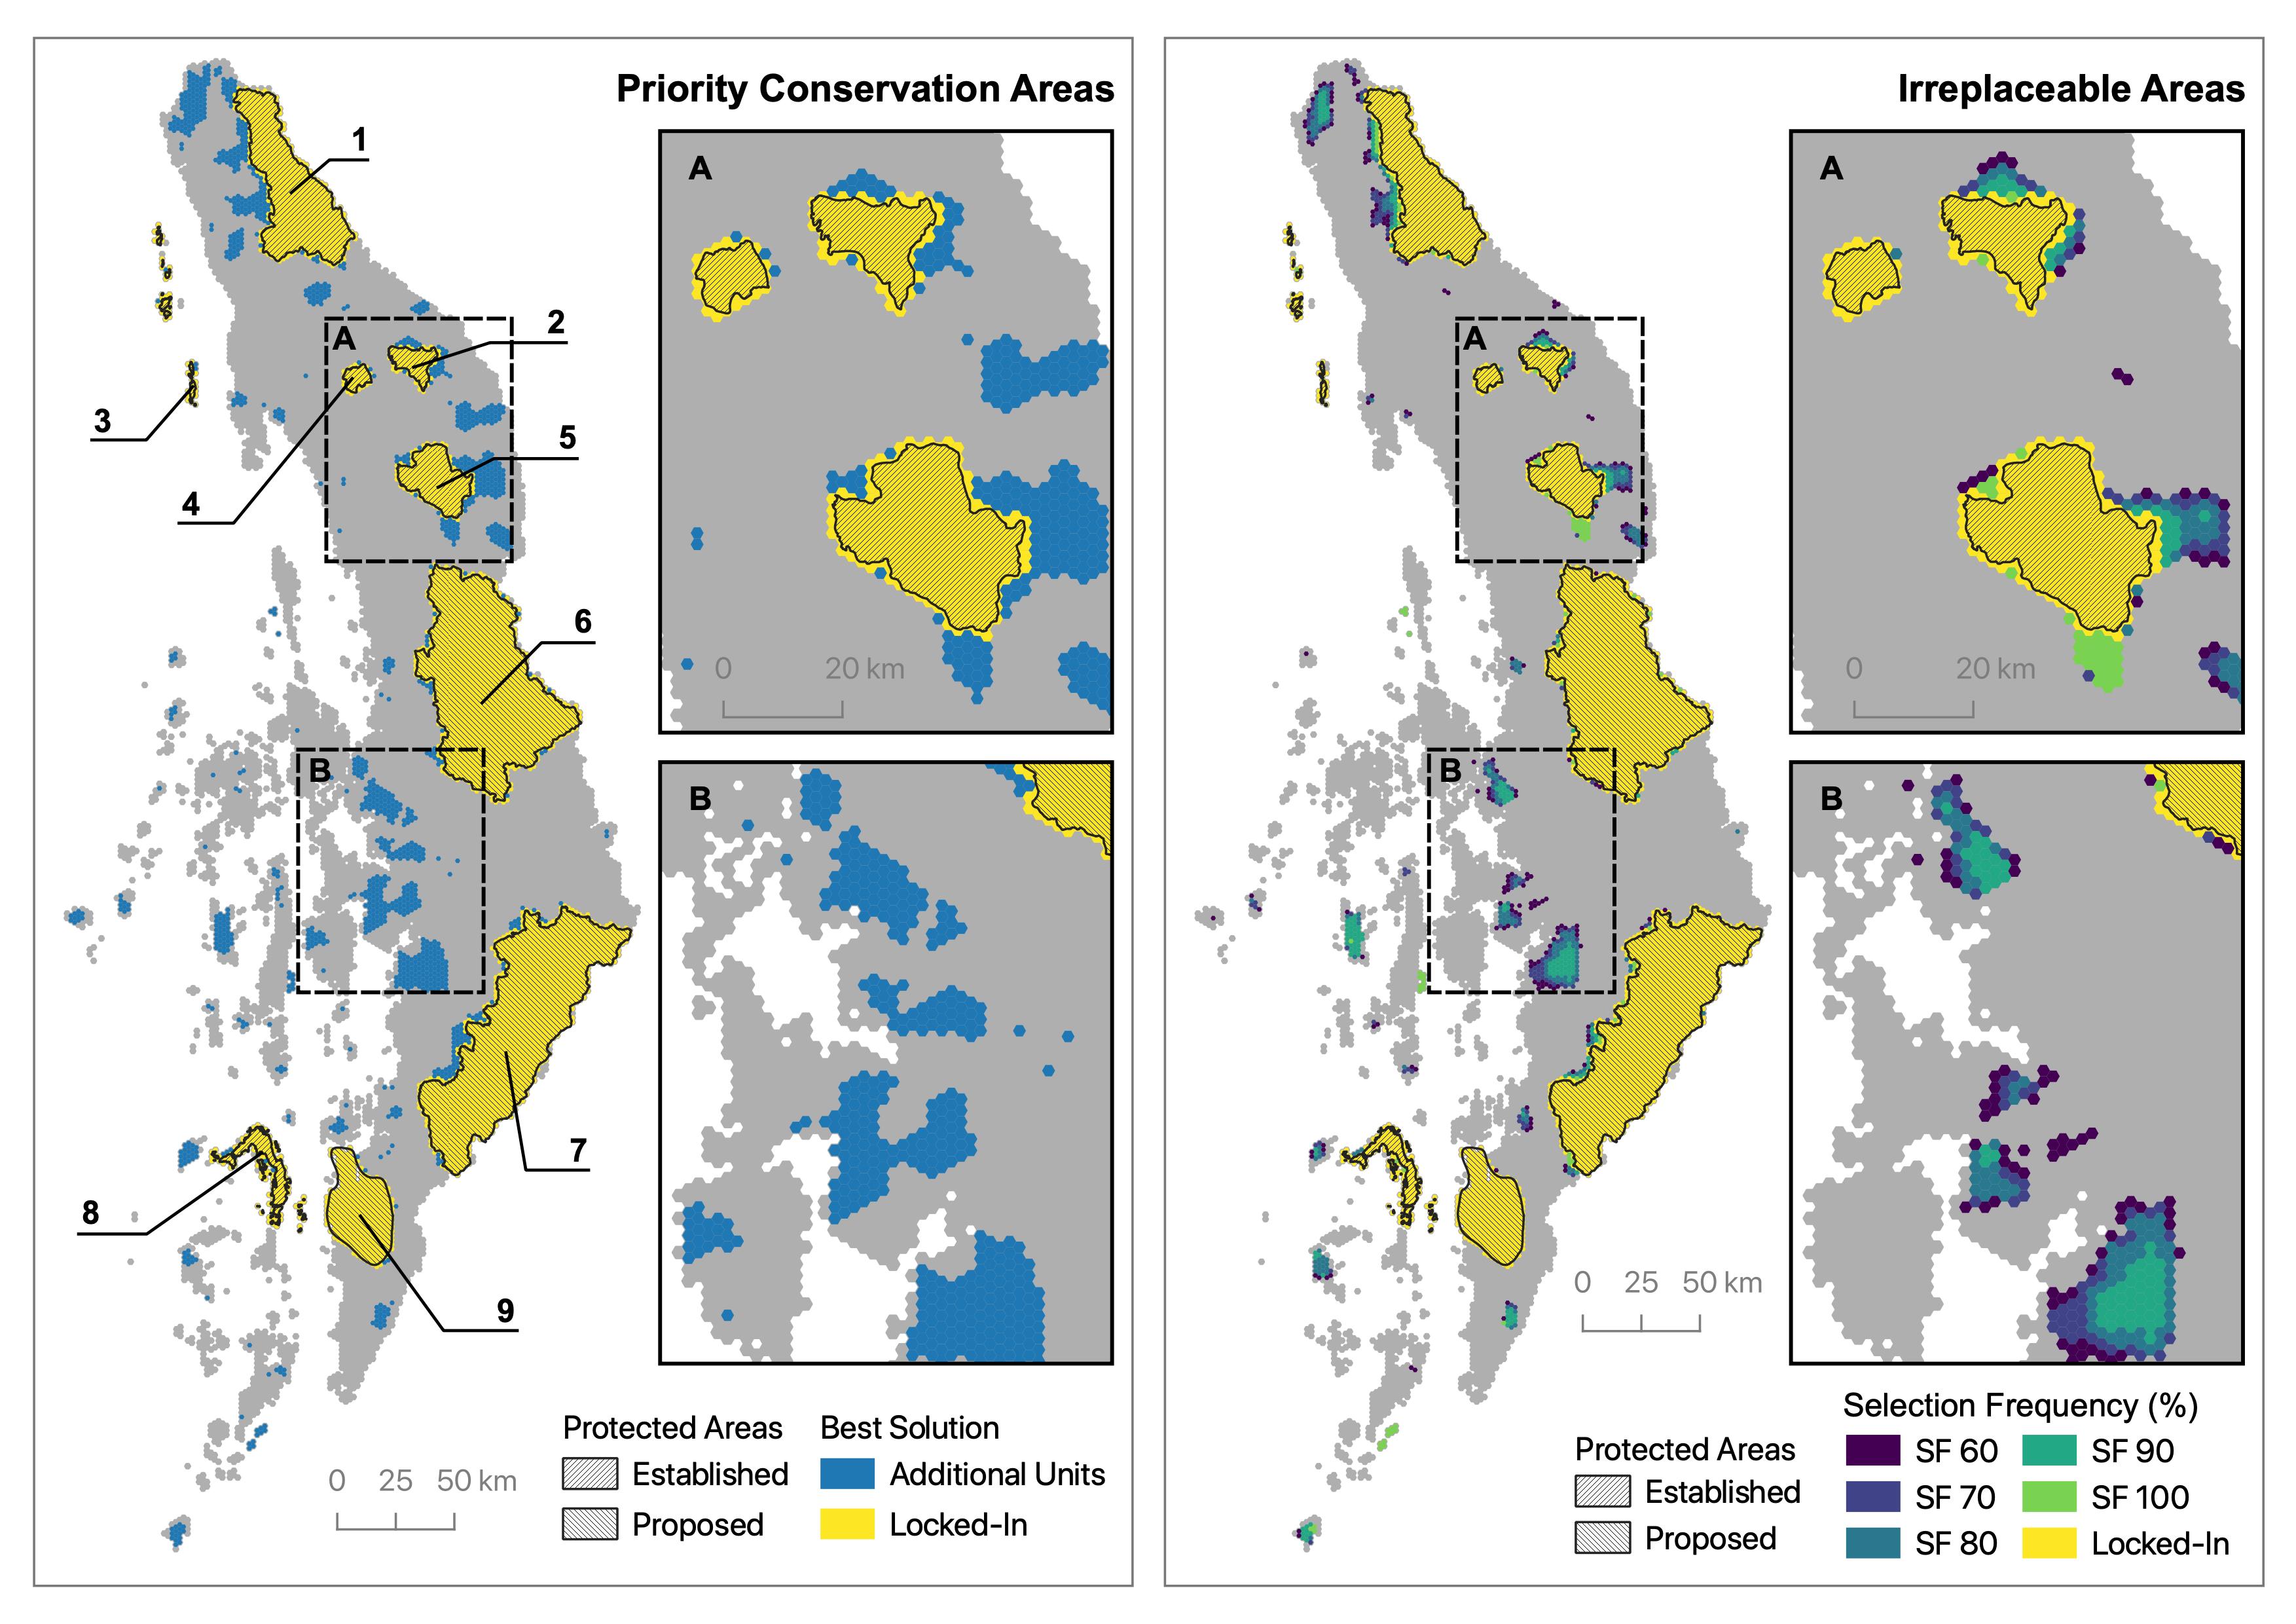 Priority Conservation Areas
1
2
3
4
5
6
7
8
9
A
B
A
0 20 km
B
0 25 50 km
Protected Areas
Established
Proposed
Best Solution
Additional Units
Locked-In
Irreplaceable Areas
A
B
A
0 20 km
B
0 25 50 km
Protected Areas
Established
Proposed
Selection Frequency (%)
SF 60
SF 70
SF 80
SF 90
SF 100
Locked-In